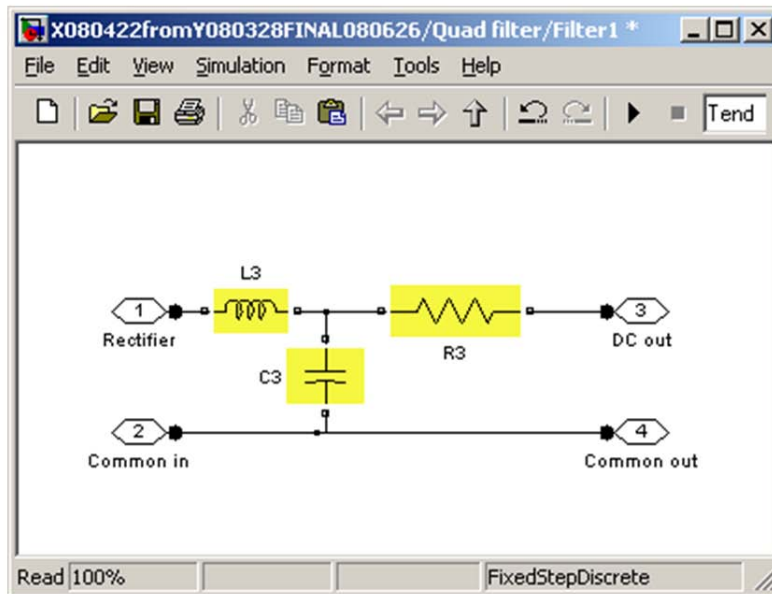 X080422fromY080328FINAL080626/Quad filter/Filter1 *
File Edit View Simulation Format Tools Help
Tend
L3
1
3
Rectifier
R3
DC out
C3
2
4
Common in
Common out
Read 100%
FixedStepDiscrete